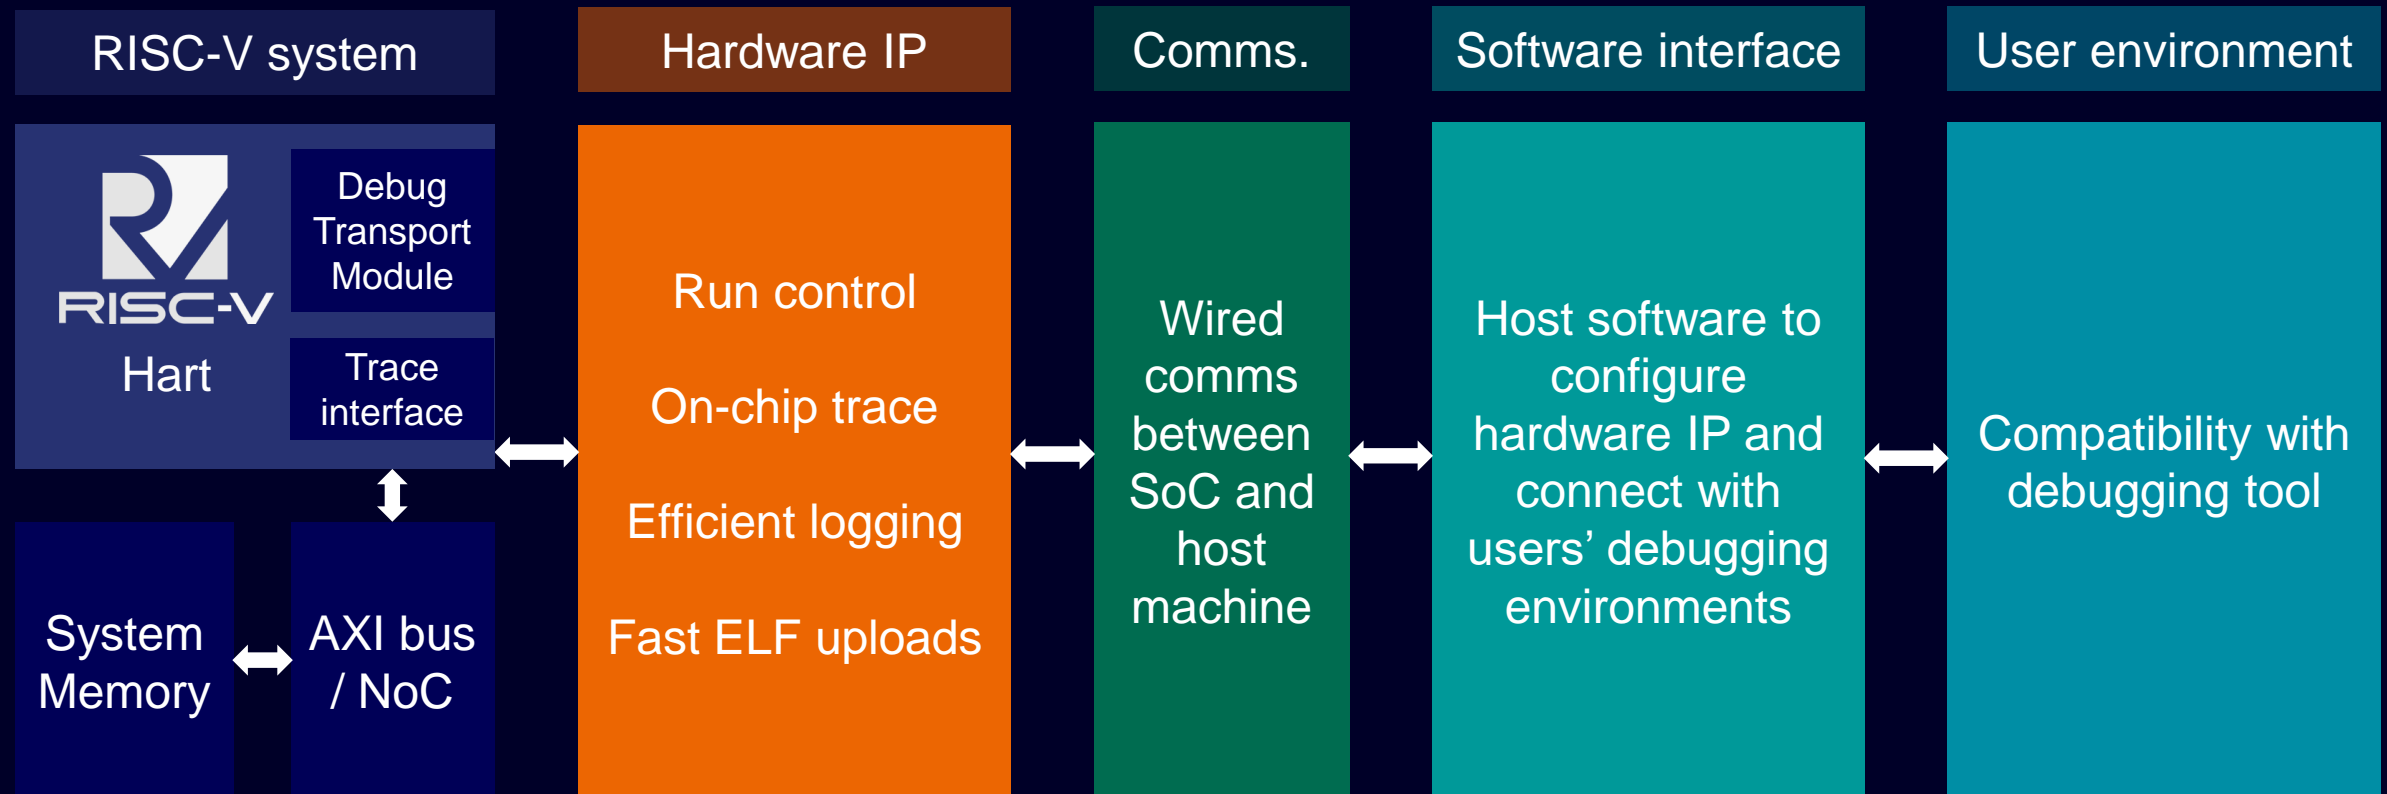 RISC-V system
Hardware IP
Comms.
Software interface
User environment
RISC-V
Hart
Debug
Transport
Module
Trace
interface
System
Memory
AXI bus
/ NoC
Run control
On-chip trace
Efficient logging
Fast ELF uploads
Wired
comms
between
SoC and
host
machine
Host software to
configure
hardware IP and
connect with
users’ debugging
environments
Compatibility with
debugging tool